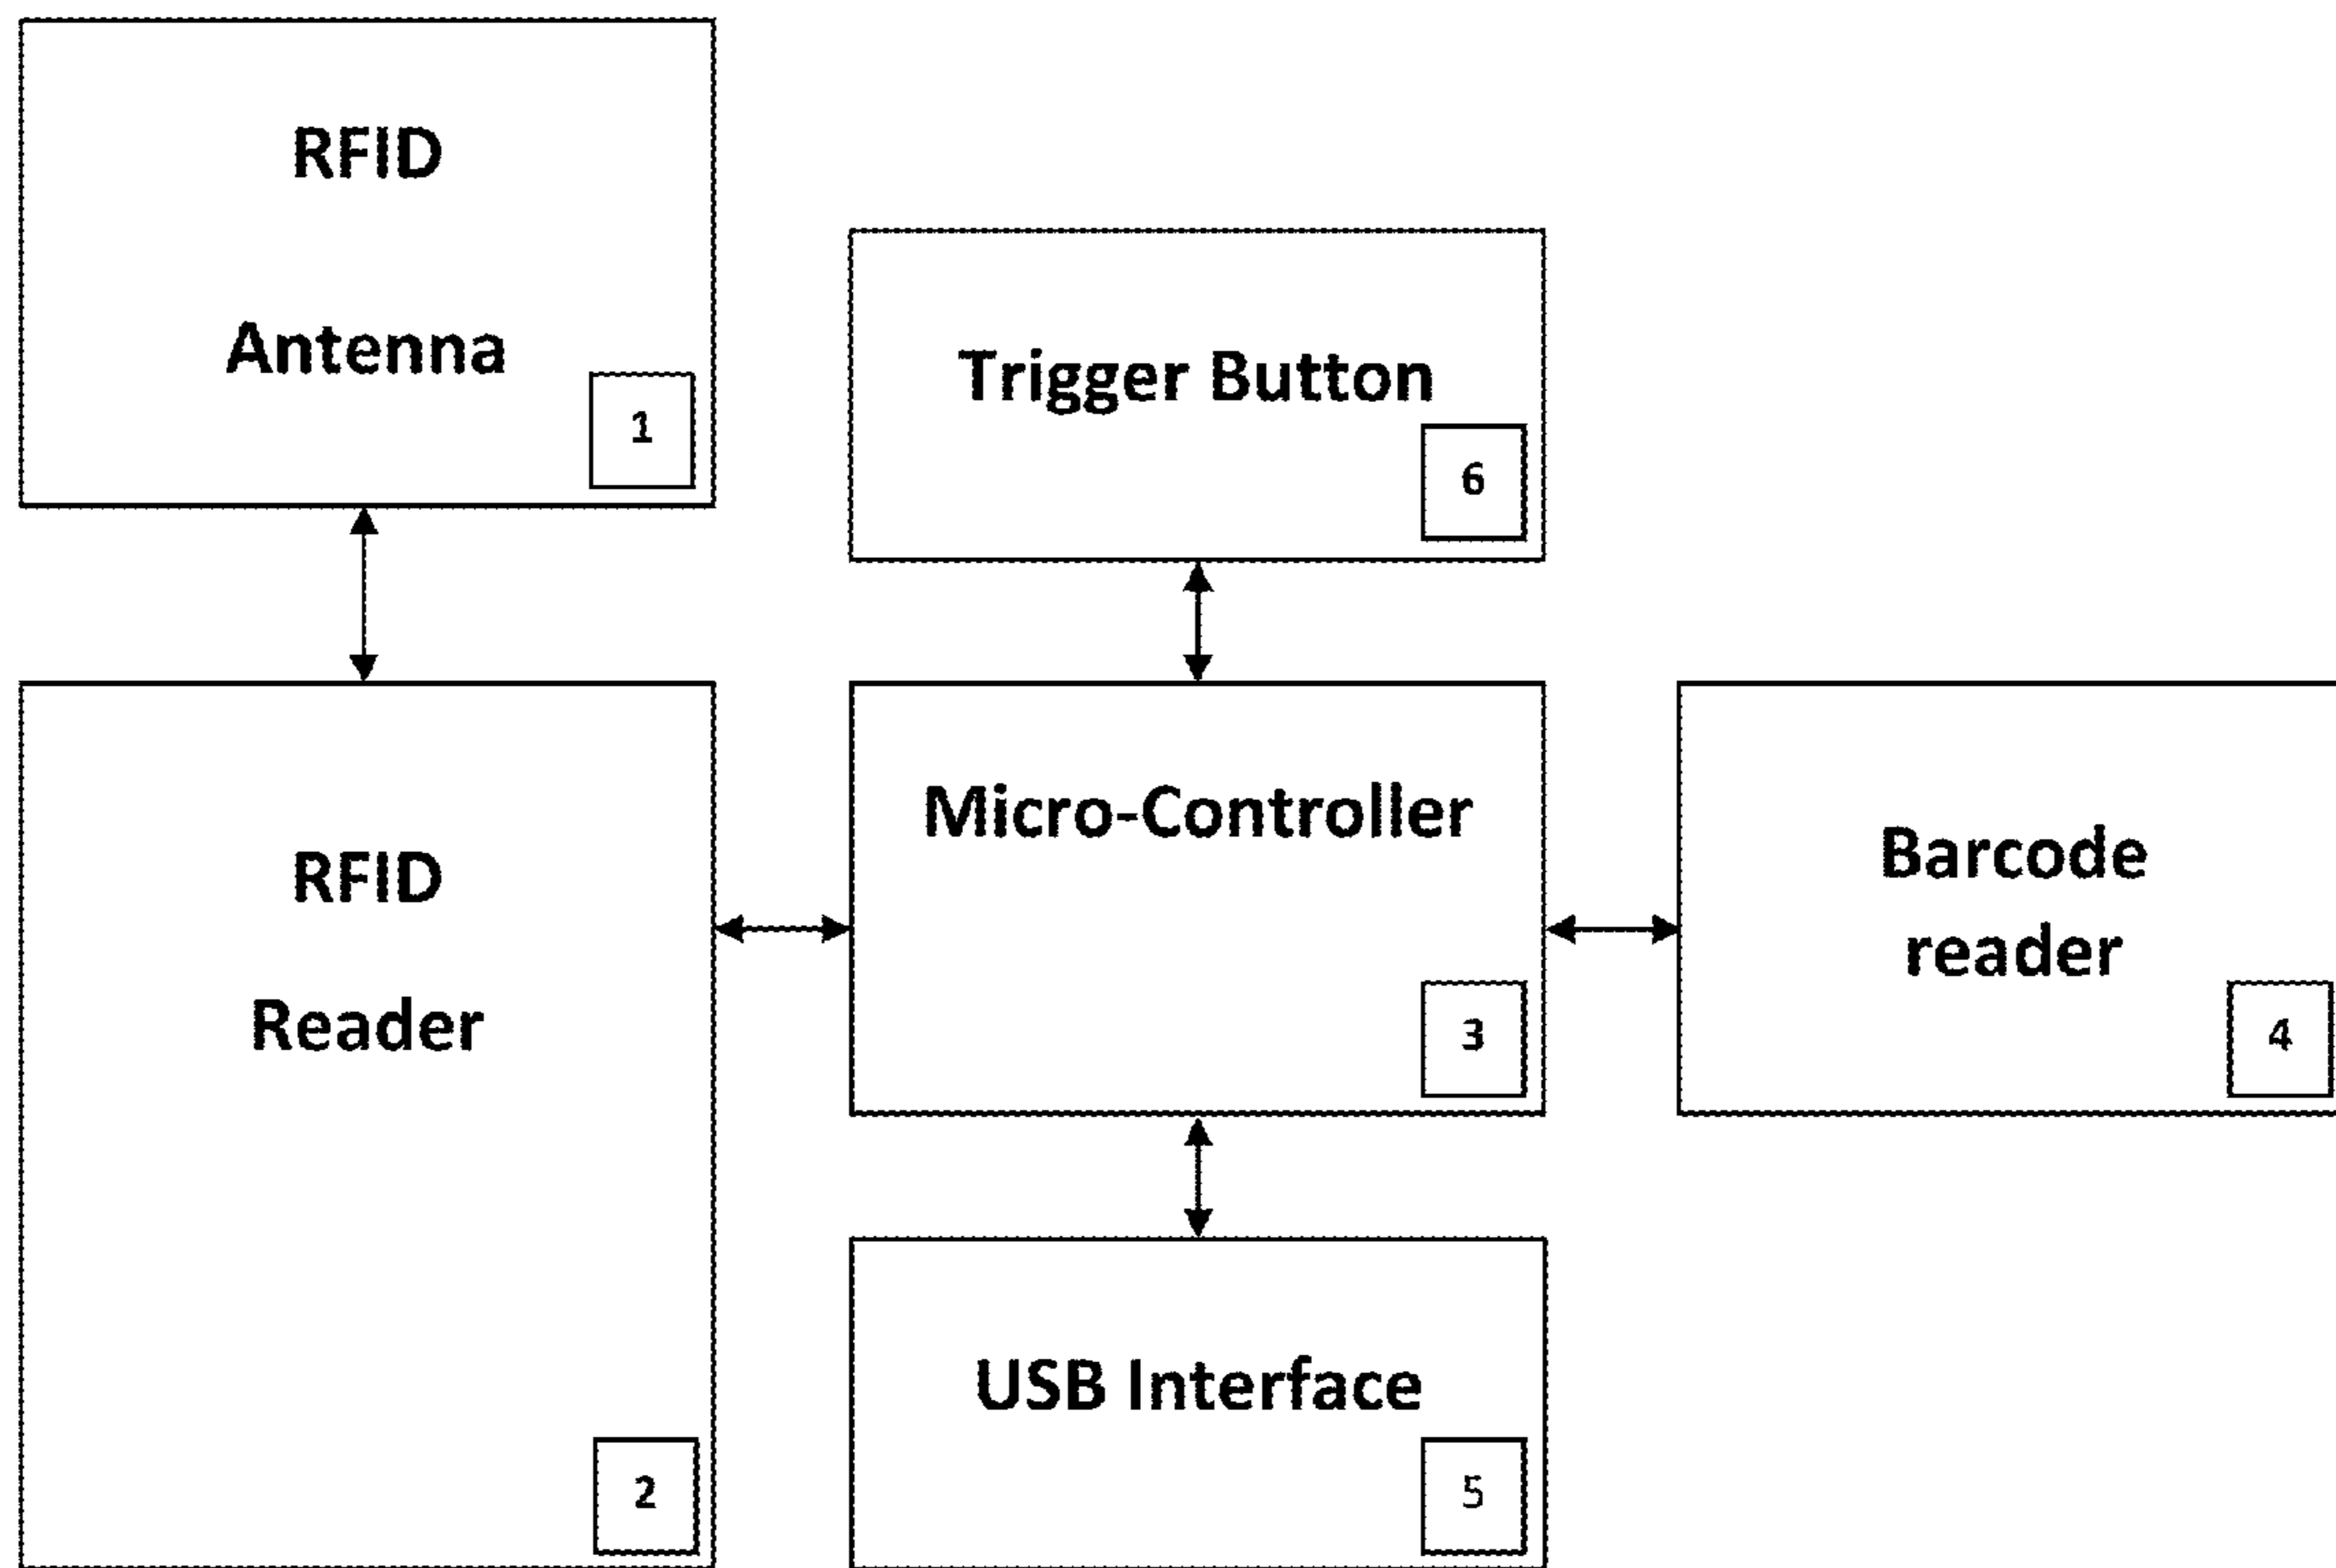 RFID
Antenna
1
Trigger Button
6
RFID
Reader
2
Micro-Controller
3
Barcode
reader
4
USB Interface
5